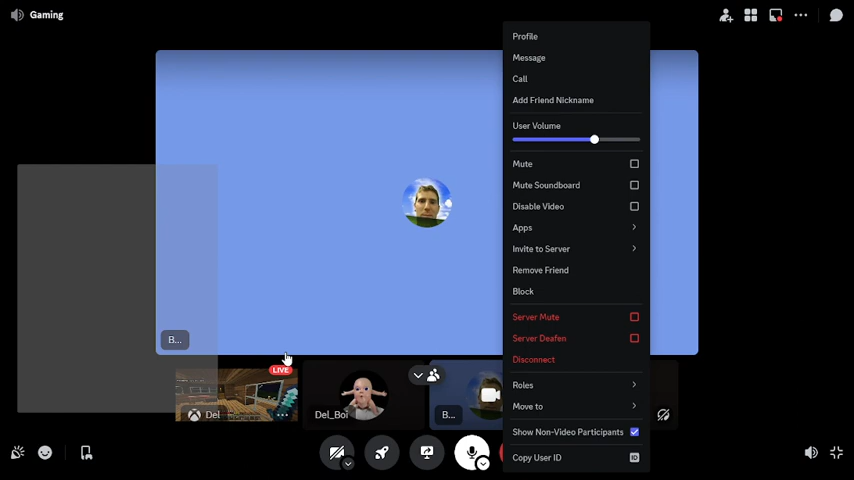 Gaming
Profile
Message
Call
Add Friend Nickname
User Volume
Mute
Mute Soundboard
Disable Video
Apps
Invite to Server
Remove Friend
Block
Server Mute
Server Deafen
Disconnect
Roles
Move to
Show Non-Video Participants
Copy User ID
ID
B...
LIVE
Del
Del_Boi
B...